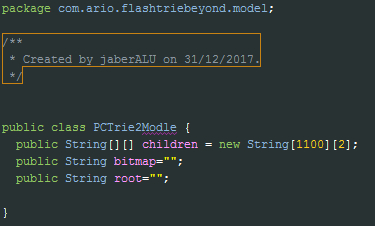 package com.ario.flashtriebeyond.model;
/**
* Created by jaberALU on 31/12/2017.
*/
public class PCTrie2Modle {
public String[][] children = new String[1100][2];
public String bitmap="";
public String root="";
}